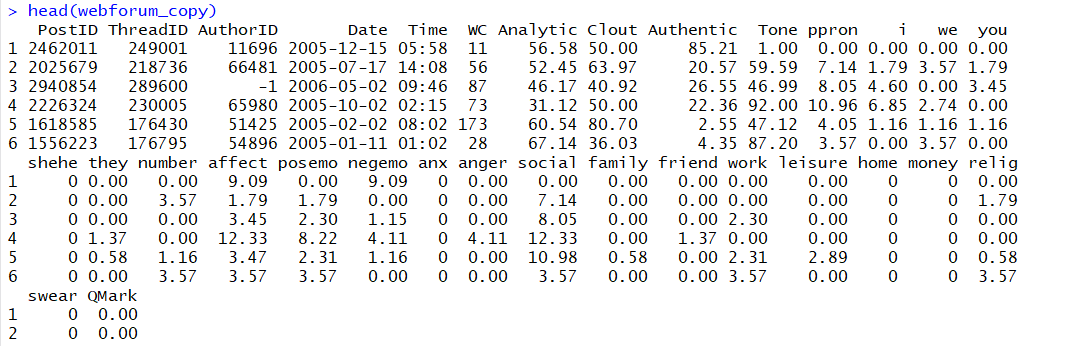 > head(webforum_copy)
PostID ThreadID AuthorID Date Time WC Analytic Clout Authentic Tone ppron i we you
1 2462011 249001 11696 2005-12-15 05:58 11 56.58 50.00 85.21 1.00 0.00 0.00 0.00 0.00
2 2025679 218736 66481 2005-07-17 14:08 56 52.45 63.97 20.57 59.59 7.14 1.79 3.57 1.79
3 2940854 289600 -1 2006-05-02 09:46 87 46.17 40.92 26.55 46.99 8.05 4.60 0.00 3.45
4 2226324 230005 65980 2005-10-02 02:15 73 31.12 50.00 22.36 92.00 10.96 6.85 2.74 0.00
5 1618585 176430 51425 2005-02-02 08:02 173 60.54 80.70 2.55 47.12 4.05 1.16 1.16 1.16
6 1556223 176795 54896 2005-01-11 01:02 28 67.14 36.03 4.35 87.20 3.57 0.00 3.57 0.00
shehe they number affect posemo negemo anx anger social family friend work leisure home money relig
1 0 0.00 0.00 9.09 0.00 9.09 0 0.00 0.00 0.00 0.00 0.00 0.00 0 0 0.00
2 0 0.00 3.57 1.79 1.79 0.00 0 0.00 7.14 0.00 0.00 0.00 0.00 0 0 1.79
3 0 0.00 0.00 3.45 2.30 1.15 0 0.00 8.05 0.00 0.00 2.30 0.00 0 0 0.00
4 0 1.37 0.00 12.33 8.22 4.11 0 4.11 12.33 0.00 1.37 0.00 0.00 0 0 0.00
5 0 0.58 1.16 3.47 2.31 1.16 0 0.00 10.98 0.58 0.00 2.31 2.89 0 0 0.58
6 0 0.00 3.57 3.57 3.57 0.00 0 0.00 3.57 0.00 0.00 3.57 0.00 0 0 3.57
swear QMark
1 0 0.00
2 0 0.00